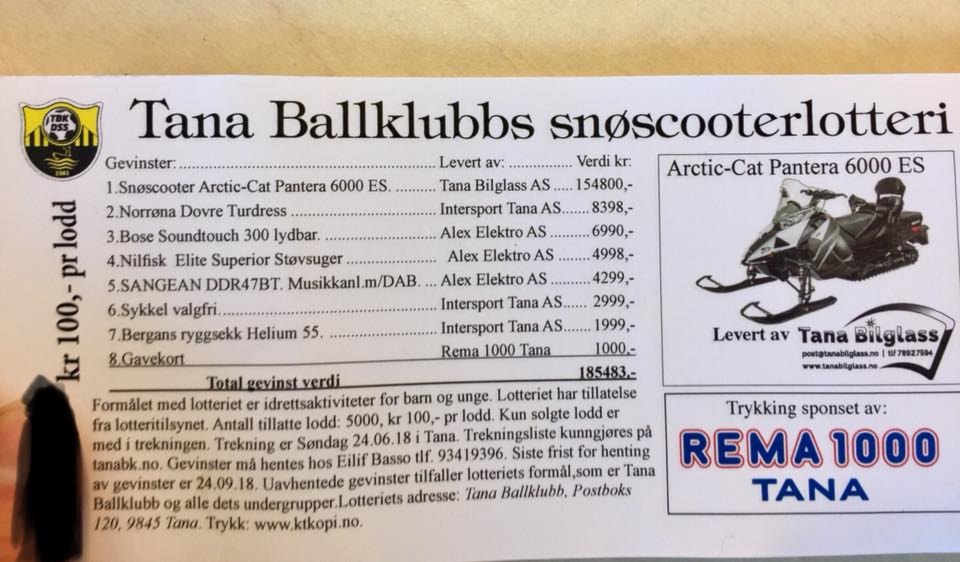 TBK
DSS
1983
Tana Ballklubbs snøscooterlotteri
kr 100,- pr lodd
Gevinster: Levert av: Verdi kr:
1.Snøscooter Arctic-Cat Pantera 6000 ES. Tana Bilglass AS 154800,-
2.Norrøna Dovre Turdress Intersport Tana AS 8398,-
3.Bose Soundtouch 300 lydbar. Alex Elektro AS 6990,-
4.Nilfisk Elite Superior Støvsuger Alex Elektro AS 4998,-
5.SANGEAN DDR47BT. Musikkanl.m/DAB. Alex Elektro AS 4299,-
6.Sykkel valgfri. Intersport Tana AS 2999,-
7.Bergans ryggsekk Helium 55. Intersport Tana AS 1999,-
8.Gavekort Rema 1000 Tana 1000,-
Total gevinst verdi 185483,-
Formålet med lotteriet er idrettsaktiviteter for barn og unge. Lotteriet har tillatelse
fra lotteritilsynet. Antall tillatte lodd: 5000, kr 100,- pr lodd. Kun solgte lodd er
med i trekningen. Trekning er Søndag 24.06.18 i Tana. Trekningsliste kunngjøres på
tanabk.no. Gevinster må hentes hos Eilif Basso tlf. 93419396. Siste frist for henting
av gevinster er 24.09.18. Uavhentede gevinster tilfaller lotteriets formål,som er Tana
Ballklubb og alle dets undergrupper.Lotteriets adresse: Tana Ballklubb, Postboks
120, 9845 Tana. Trykk: www.ktkopi.no.
Arctic-Cat Pantera 6000 ES
Levert av Tana Bilglass
post@tanabilglass.no | tlf 78927594
www.tanabilglass.no
Trykking sponset av:
REMA 1000
TANA